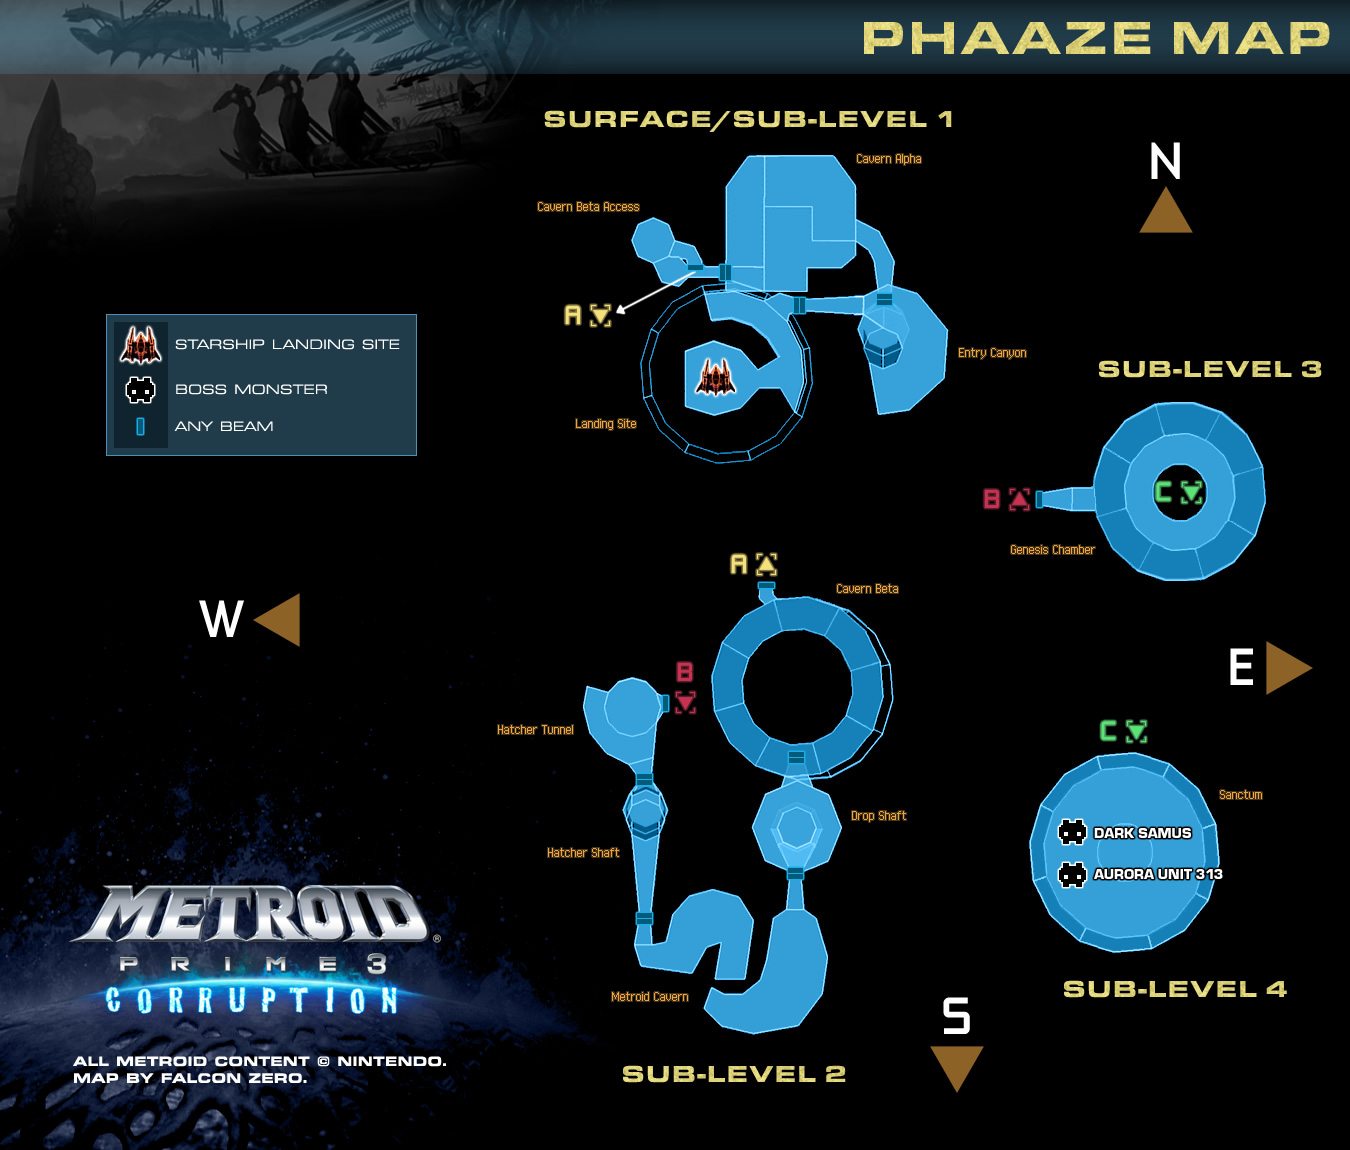 PHAAZE MAP
SURFACE/SUB-LEVEL 1
N
Cavern Alpha
Cavern Beta Access
A
STARSHIP LANDING SITE
BOSS MONSTER
ANY BEAM
Entry Canyon
Landing Site
SUB-LEVEL 3
B
C
Genesis Chamber
A
Cavern Beta
W
E
B
Hatcher Tunnel
C
Sanctum
Drop Shaft
DARK SAMUS
Hatcher Shaft
AURORA UNIT 313
METROID®
PRIME 3
CORRUPTION
Metroid Cavern
SUB-LEVEL 4
S
ALL METROID CONTENT © NINTENDO.
MAP BY FALCON ZERO.
SUB-LEVEL 2